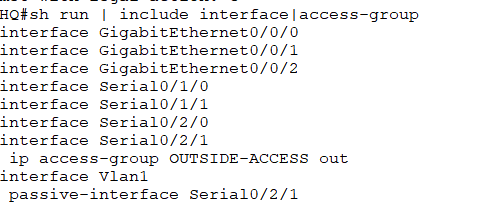 HQ#sh run | include interface|access-group
interface GigabitEthernet0/0/0
interface GigabitEthernet0/0/1
interface GigabitEthernet0/0/2
interface Serial0/1/0
interface Serial0/1/1
interface Serial0/2/0
interface Serial0/2/1
 ip access-group OUTSIDE-ACCESS out
interface Vlan1
 passive-interface Serial0/2/1